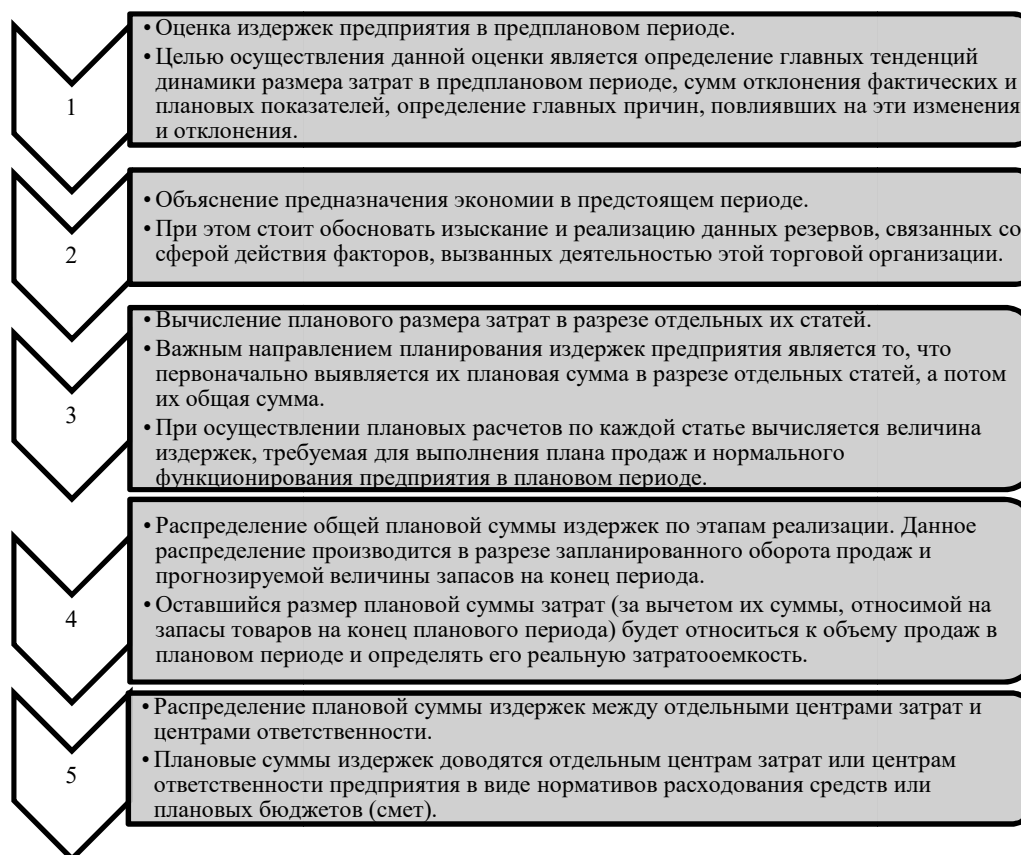 1
• Оценка издержек предприятия в предплановом периоде.
• Целью осуществления данной оценки является определение главных тенденций
динамики размера затрат в предплановом периоде, сумм отклонения фактических и
плановых показателей, определение главных причин, повлиявших на эти изменения
и отклонения.
2
• Объяснение предназначения экономии в предстоящем периоде.
• При этом стоит обосновать изыскание и реализацию данных резервов, связанных со
сферой действия факторов, вызванных деятельностью этой торговой организации.
3
• Вычисление планового размера затрат в разрезе отдельных их статей.
• Важным направлением планирования издержек предприятия является то, что
первоначально выявляется их плановая сумма в разрезе отдельных статей, а потом
их общая сумма.
• При осуществлении плановых расчетов по каждой статье вычисляется величина
издержек, требуемая для выполнения плана продаж и нормального
функционирования предприятия в плановом периоде.
4
• Распределение общей плановой суммы издержек по этапам реализации. Данное
распределение производится в разрезе запланированного оборота продаж и
прогнозируемой величины запасов на конец периода.
• Оставшийся размер плановой суммы затрат (за вычетом их суммы, относимой на
запасы товаров на конец планового периода) будет относиться к объему продаж в
плановом периоде и определять его реальную затратооемкость.
5
• Распределение плановой суммы издержек между отдельными центрами затрат и
центрами ответственности.
• Плановые суммы издержек доводятся отдельным центрам затрат или центрам
ответственности предприятия в виде нормативов расходования средств или
плановых бюджетов (смет).